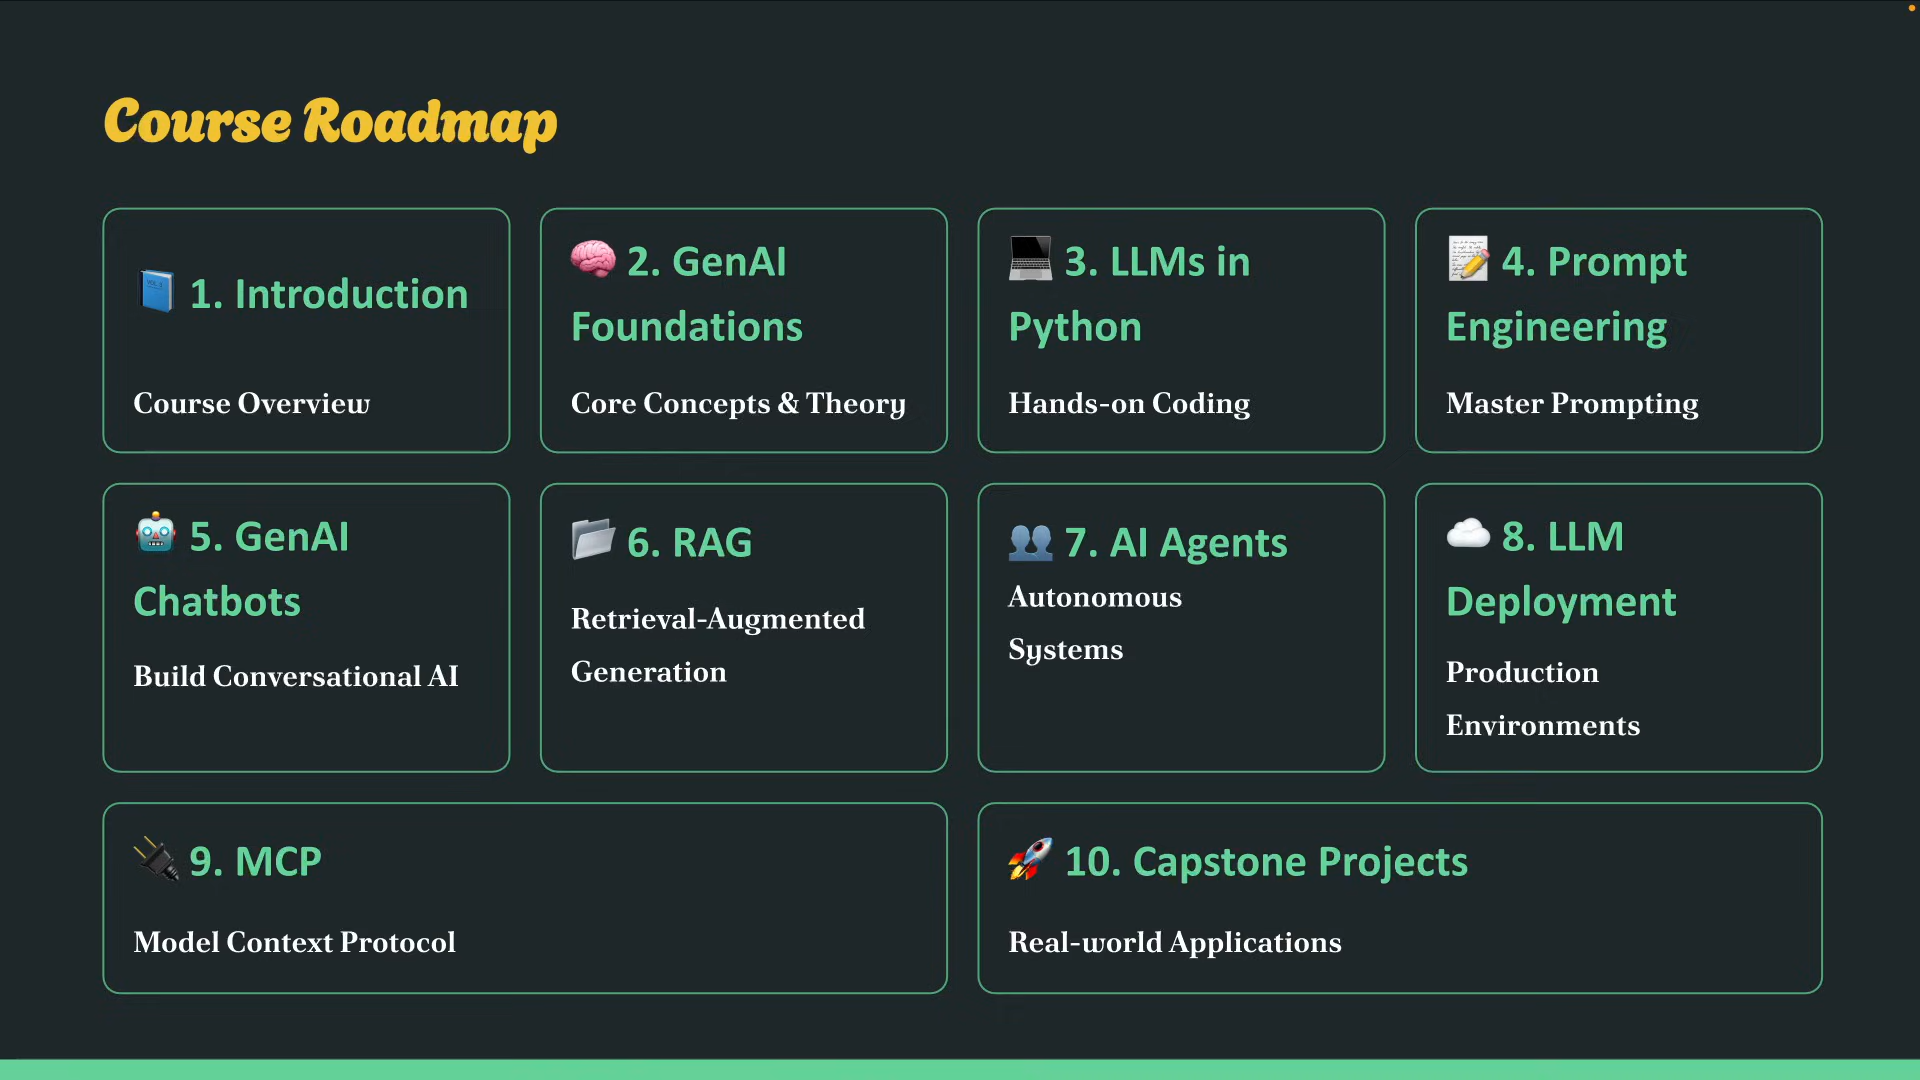 Course Roadmap
1. Introduction
Course Overview
2. GenAI
Foundations
Core Concepts & Theory
3. LLMs in
Python
Hands-on Coding
4. Prompt
Engineering
Master Prompting
5. GenAI
Chatbots
Build Conversational AI
6. RAG
Retrieval-Augmented
Generation
7. AI Agents
Autonomous
Systems
8. LLM
Deployment
Production
Environments
9. MCP
Model Context Protocol
10. Capstone Projects
Real-world Applications